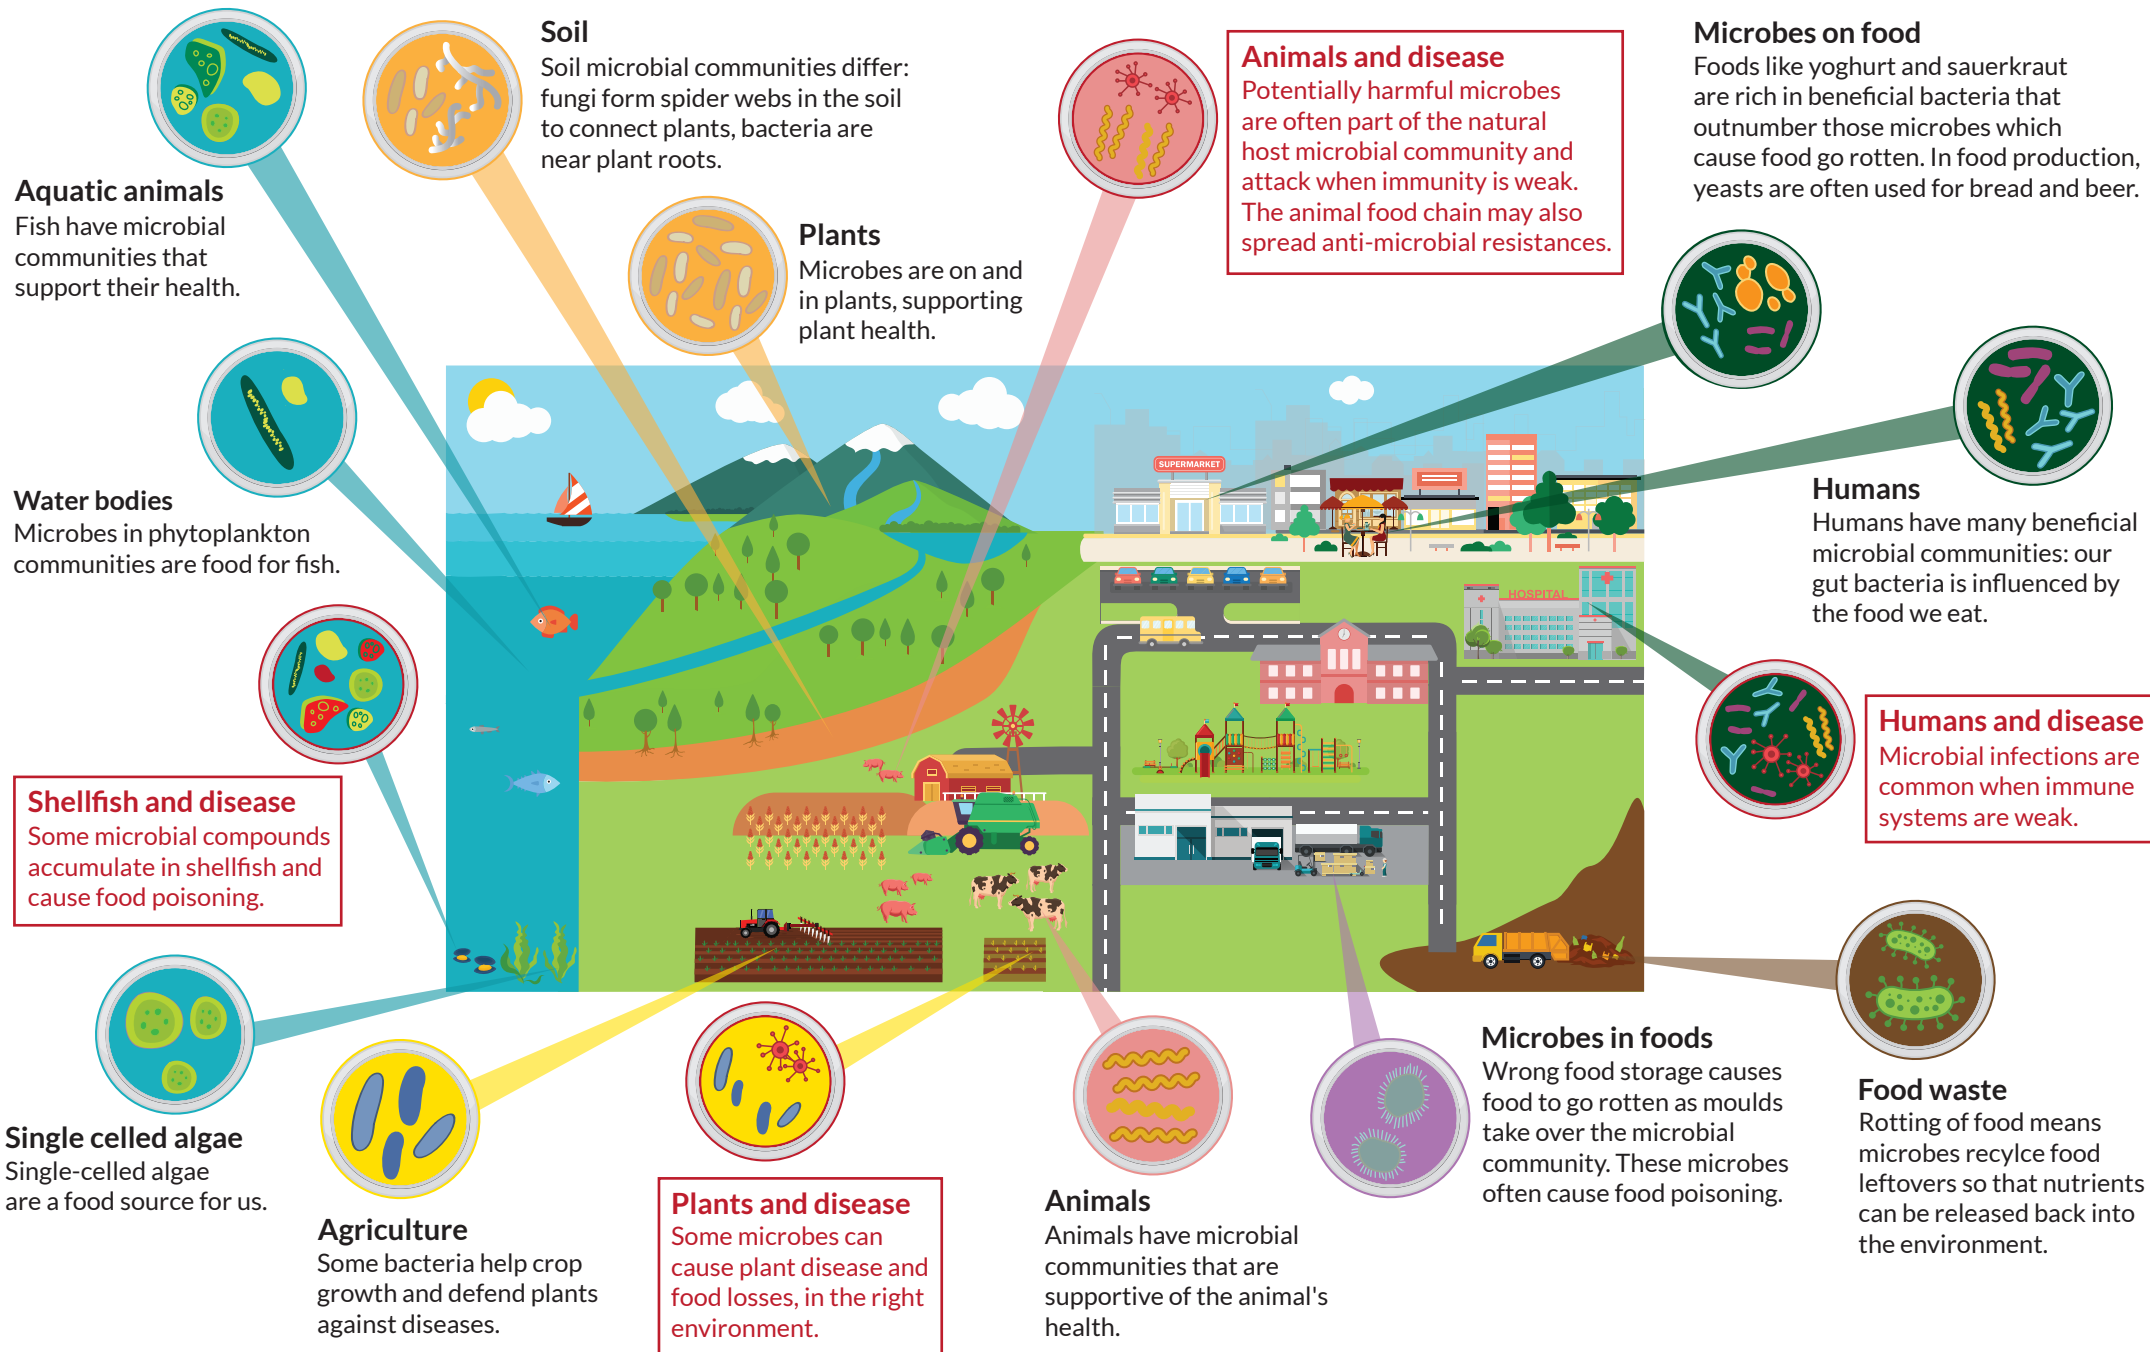 Soil
Soil microbial communities differ:
fungi form spider webs in the soil
to connect plants, bacteria are
near plant roots.
Animals and disease
Potentially harmful microbes
are often part of the natural
host microbial community and
attack when immunity is weak.
The animal food chain may also
spread anti-microbial resistances.
Microbes on food
Foods like yoghurt and sauerkraut
are rich in beneficial bacteria that
outnumber those microbes which
cause food go rotten. In food production,
yeasts are often used for bread and beer.
Aquatic animals
Fish have microbial
communities that
support their health.
Plants
Microbes are on and
in plants, supporting
plant health.
SUPERMARKET
Water bodies
Microbes in phytoplankton
communities are food for fish.
Humans
Humans have many beneficial
microbial communities: our
gut bacteria is influenced by
the food we eat.
HOSPITAL
Humans and disease
Microbial infections are
common when immune
systems are weak.
Shellfish and disease
Some microbial compounds
accumulate in shellfish and
cause food poisoning.
Single celled algae
Single-celled algae
are a food source for us.
Agriculture
Some bacteria help crop
growth and defend plants
against diseases.
Plants and disease
Some microbes can
cause plant disease and
food losses, in the right
environment.
Animals
Animals have microbial
communities that are
supportive of the animal's
health.
Microbes in foods
Wrong food storage causes
food to go rotten as moulds
take over the microbial
community. These microbes
often cause food poisoning.
Food waste
Rotting of food means
microbes recylce food
leftovers so that nutrients
can be released back into
the environment.